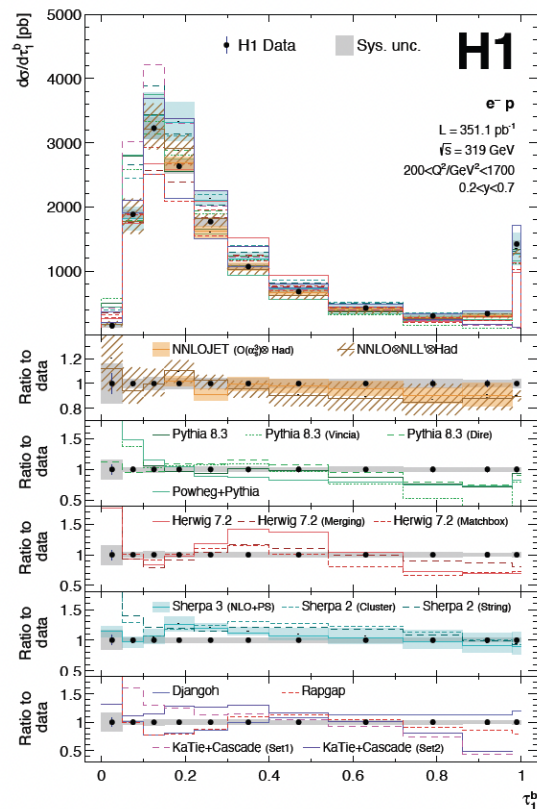 dσ/dτ₁ᵇ [pb]
H1 Data
Sys. unc.
H1
e⁻ p
L = 351.1 pb⁻¹
√s = 319 GeV
200<Q²/GeV²<1700
0.2<y<0.7
5000
4000
3000
2000
1000
Ratio to data
1.2
1.0
0.8
NNLOJET (O(αₛ²)⊗ Had)
NNLO⊗NLL'⊗Had
Ratio to data
1.5
1.0
0.5
Pythia 8.3
Pythia 8.3 (Vincia)
Pythia 8.3 (Dire)
Powheg+Pythia
Ratio to data
1.5
1.0
0.5
Herwig 7.2
Herwig 7.2 (Merging)
Herwig 7.2 (Matchbox)
Ratio to data
1.5
1.0
0.5
Sherpa 3 (NLO+PS)
Sherpa 2 (Cluster)
Sherpa 2 (String)
Ratio to data
1.5
1.0
0.5
Djangoh
Rapgap
KaTie+Cascade (Set1)
KaTie+Cascade (Set2)
0
0.2
0.4
0.6
0.8
1
τ₁ᵇ